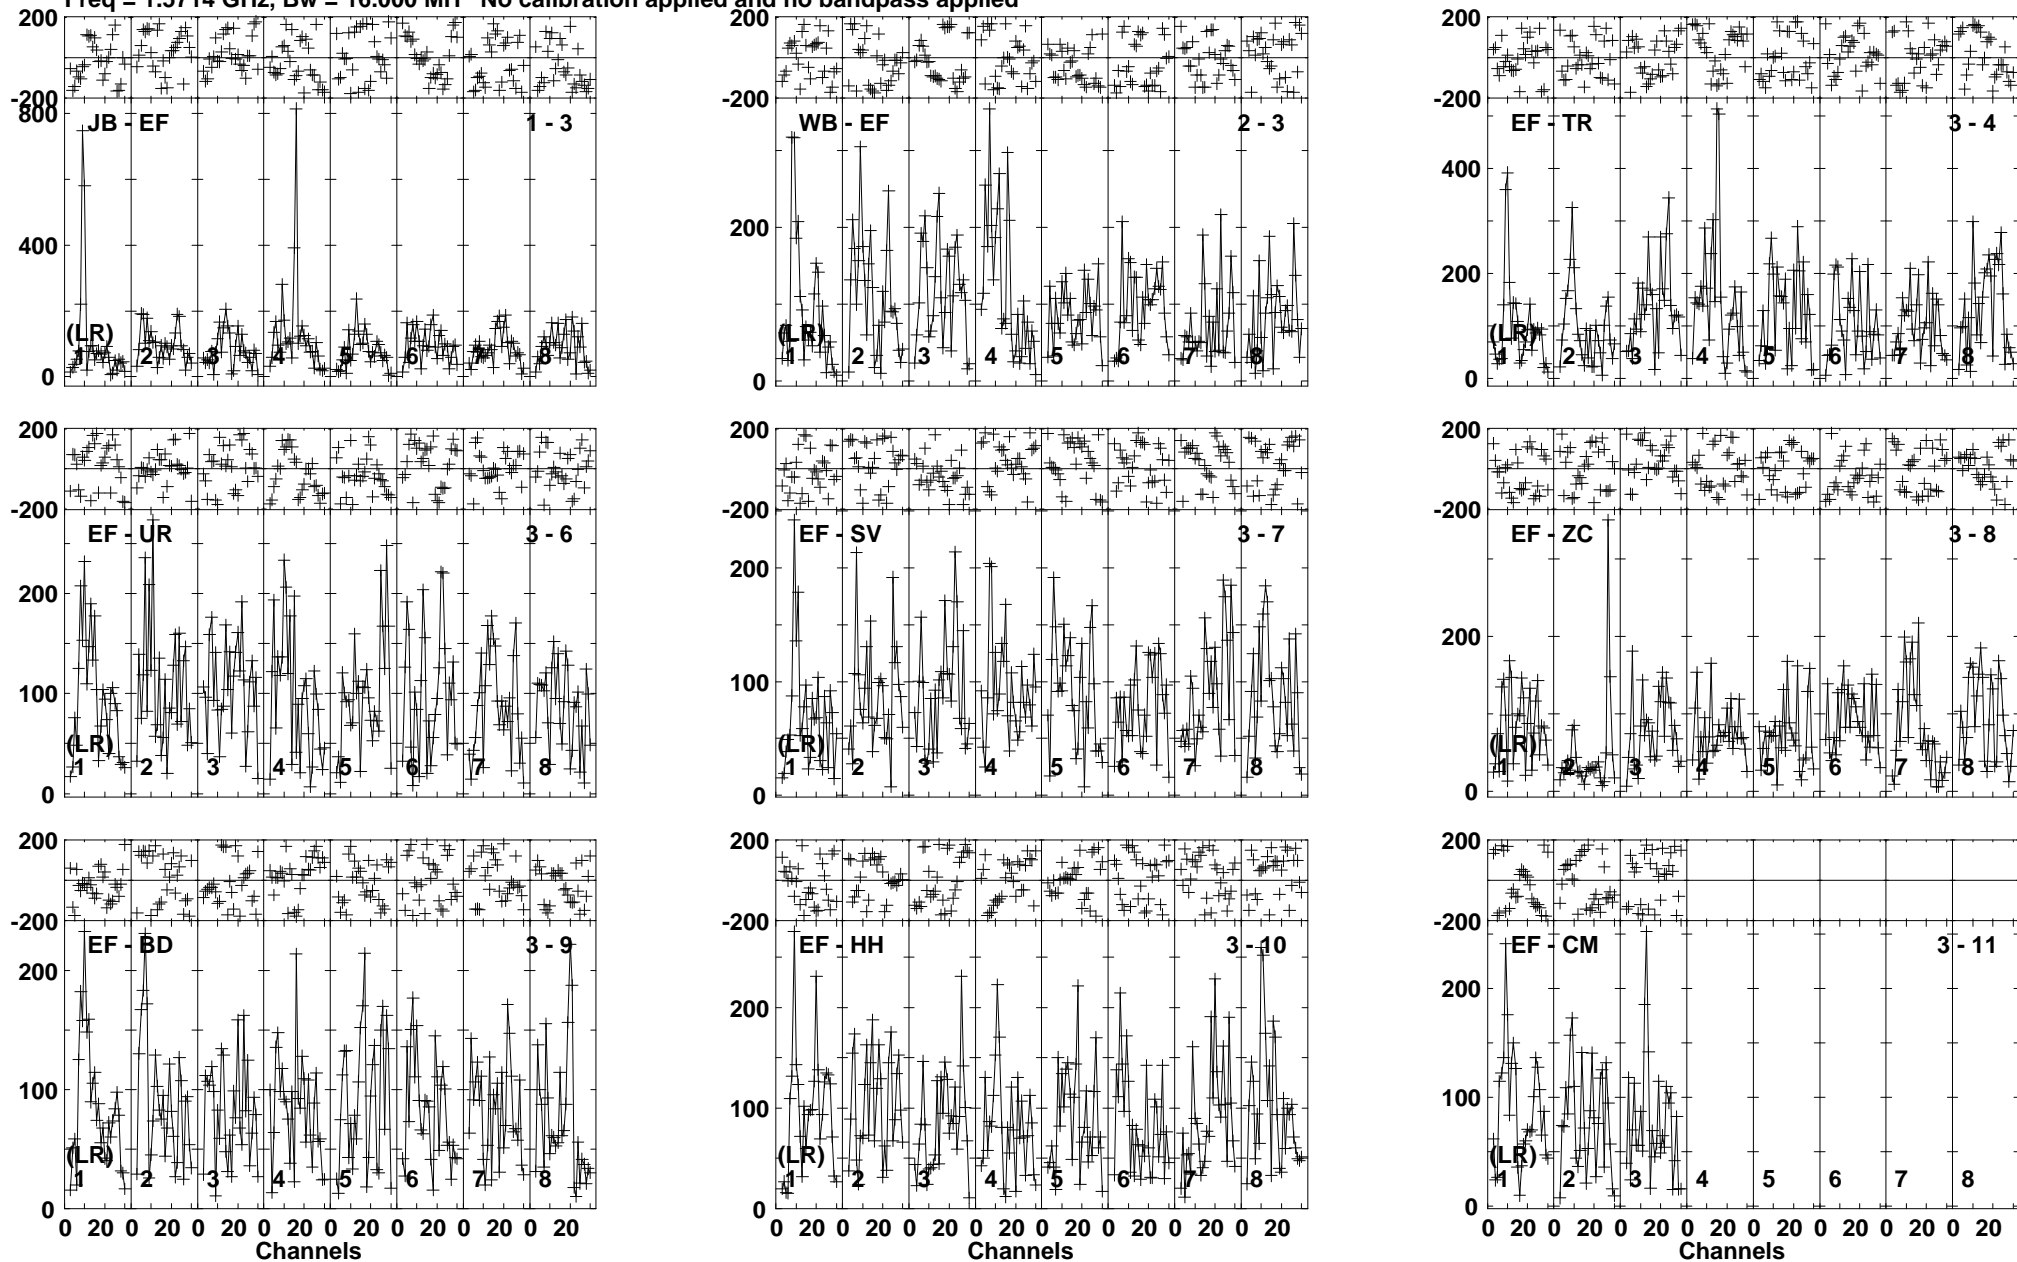 Freq = 1.5714 GHz, Bw = 16.000 MH No calibration applied and no bandpass applied
200 200 200
-200 -200 -200
800 JB - EF 1 - 3 WB - EF 2 - 3 EF - TR 3 - 4
400 200 400
200
(LR) (LR) (LR)
1 2 3 4 5 6 7 8 1 2 3 4 5 6 7 8 1 2 3 4 5 6 7 8
0 0 0
200 200 200
-200 -200 -200
EF - UR 3 - 6 EF - SV 3 - 7 EF - ZC 3 - 8
200 200 200
100 100
(LR) (LR) (LR)
1 2 3 4 5 6 7 8 1 2 3 4 5 6 7 8 1 2 3 4 5 6 7 8
0 0 0
200 200 200
-200 -200 -200
EF - BD 3 - 9 EF - HH 3 - 10 EF - CM 3 - 11
200 200 200
100 100 100
(LR) (LR) (LR)
1 2 3 4 5 6 7 8 1 2 3 4 5 6 7 8 1 2 3 4 5 6 7 8
0 0 0
0 20 0 20 0 20 0 20 0 20 0 20 0 20 0 20 0 20 0 20 0 20 0 20 0 20 0 20 0 20 0 20 0 20 0 20 0 20 0 20 0 20 0 20 0 20 0 20
Channels Channels